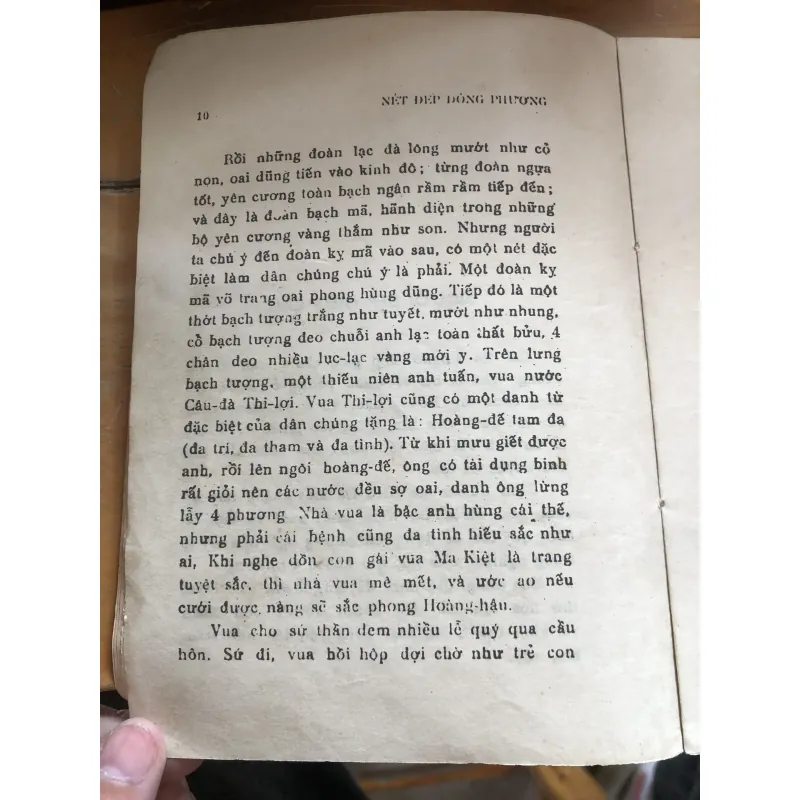 NÉT ĐẸP ĐÔNG PHƯƠNG
10
Rồi những đoàn lạc đà lông mướt như cỏ
non, oai dũng tiến vào kinh đô; từng đoàn ngựa
tốt, yên cương toàn bạch ngân rầm rầm tiếp đến;
và đây là đoàn bạch mã, hãnh diện trong những
bộ yên cương vàng thắm như son. Nhưng người
ta chú ý đến đoàn kỵ mã vào sau, có một nét đặc
biệt làm dân chúng chú ý là phải. Một đoàn kỵ
mã võ trang oai phong hùng dũng. Tiếp đó là một
thớt bạch tượng trắng như tuyết, mướt như nhung,
cổ bạch tượng đeo chuỗi anh lạc toàn thất bửu, 4
chân đeo nhiều lục-lạc vàng mới y. Trên lưng
bạch tượng, một thiếu niên anh tuấn, vua nước
Câu-đà Thi-lợi. Vua Thi-lợi cũng có một danh từ
đặc biệt của dân chúng tặng là : Hoàng-đế tam đa
(đa trí, đa tham và đa tình). Từ khi mưu giết được
anh, rồi lên ngôi hoàng-đế, ông có tài dụng binh
rất giỏi nên các nước đều sợ oai, danh ông lừng
lẫy 4 phương. Nhà vua là bậc anh hùng cái thế,
nhưng phải cái bệnh cũng đa tình hiếu sắc như
ai, Khi nghe đồn con gái vua Ma Kiệt là trang
tuyệt sắc, thì nhà vua mê mết, và ước ao nếu
cưới được nàng sẽ sắc phong Hoàng-hậu.
Vua cho sứ thần đem nhiều lễ quý qua cầu
hôn. Sứ đi, vua hồi hộp đợi chờ như trẻ con